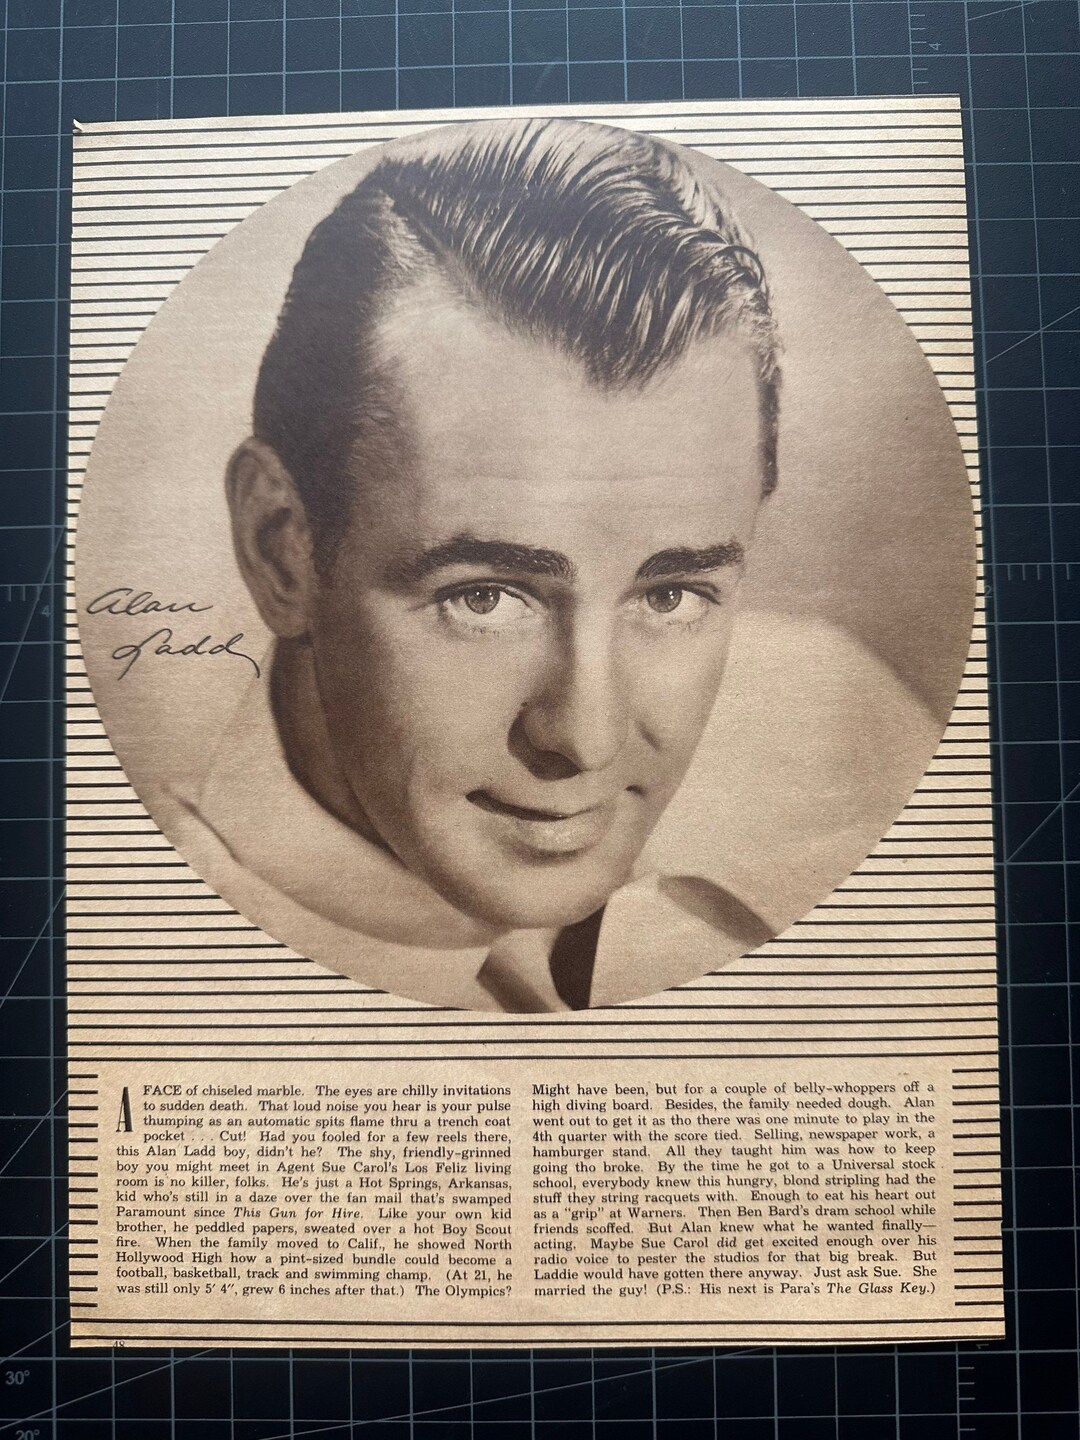 Alan
Ladd
A FACE of chiseled marble. The eyes are chilly invitations
to sudden death. That loud noise you hear is your pulse
thumping as an automatic spits flame thru a trench coat
pocket . . . Cut! Had you fooled for a few reels there,
this Alan Ladd boy, didn't he? The shy, friendly-grinned
boy you might meet in Agent Sue Carol's Los Feliz living
room is no killer, folks. He's just a Hot Springs, Arkansas,
kid who's still in a daze over the fan mail that's swamped
Paramount since This Gun for Hire. Like your own kid
brother, he peddled papers, sweated over a hot Boy Scout
fire. When the family moved to Calif., he showed North
Hollywood High how a pint-sized bundle could become a
football, basketball, track and swimming champ. (At 21, he
was still only 5' 4", grew 6 inches after that.) The Olympics?
Might have been, but for a couple of belly-whoppers off a
high diving board. Besides, the family needed dough. Alan
went out to get it as tho there was one minute to play in the
4th quarter with the score tied. Selling, newspaper work, a
hamburger stand. All they taught him was how to keep
going tho broke. By the time he got to a Universal stock
school, everybody knew this hungry, blond stripling had the
stuff they string racquets with. Enough to eat his heart out
as a "grip" at Warners. Then Ben Bard's dram school while
friends scoffed. But Alan knew what he wanted finally—
acting. Maybe Sue Carol did get excited enough over his
radio voice to pester the studios for that big break. But
Laddie would have gotten there anyway. Just ask Sue. She
married the guy! (P.S.: His next is Para's The Glass Key.)
48
30°
20°
4
4
2
1